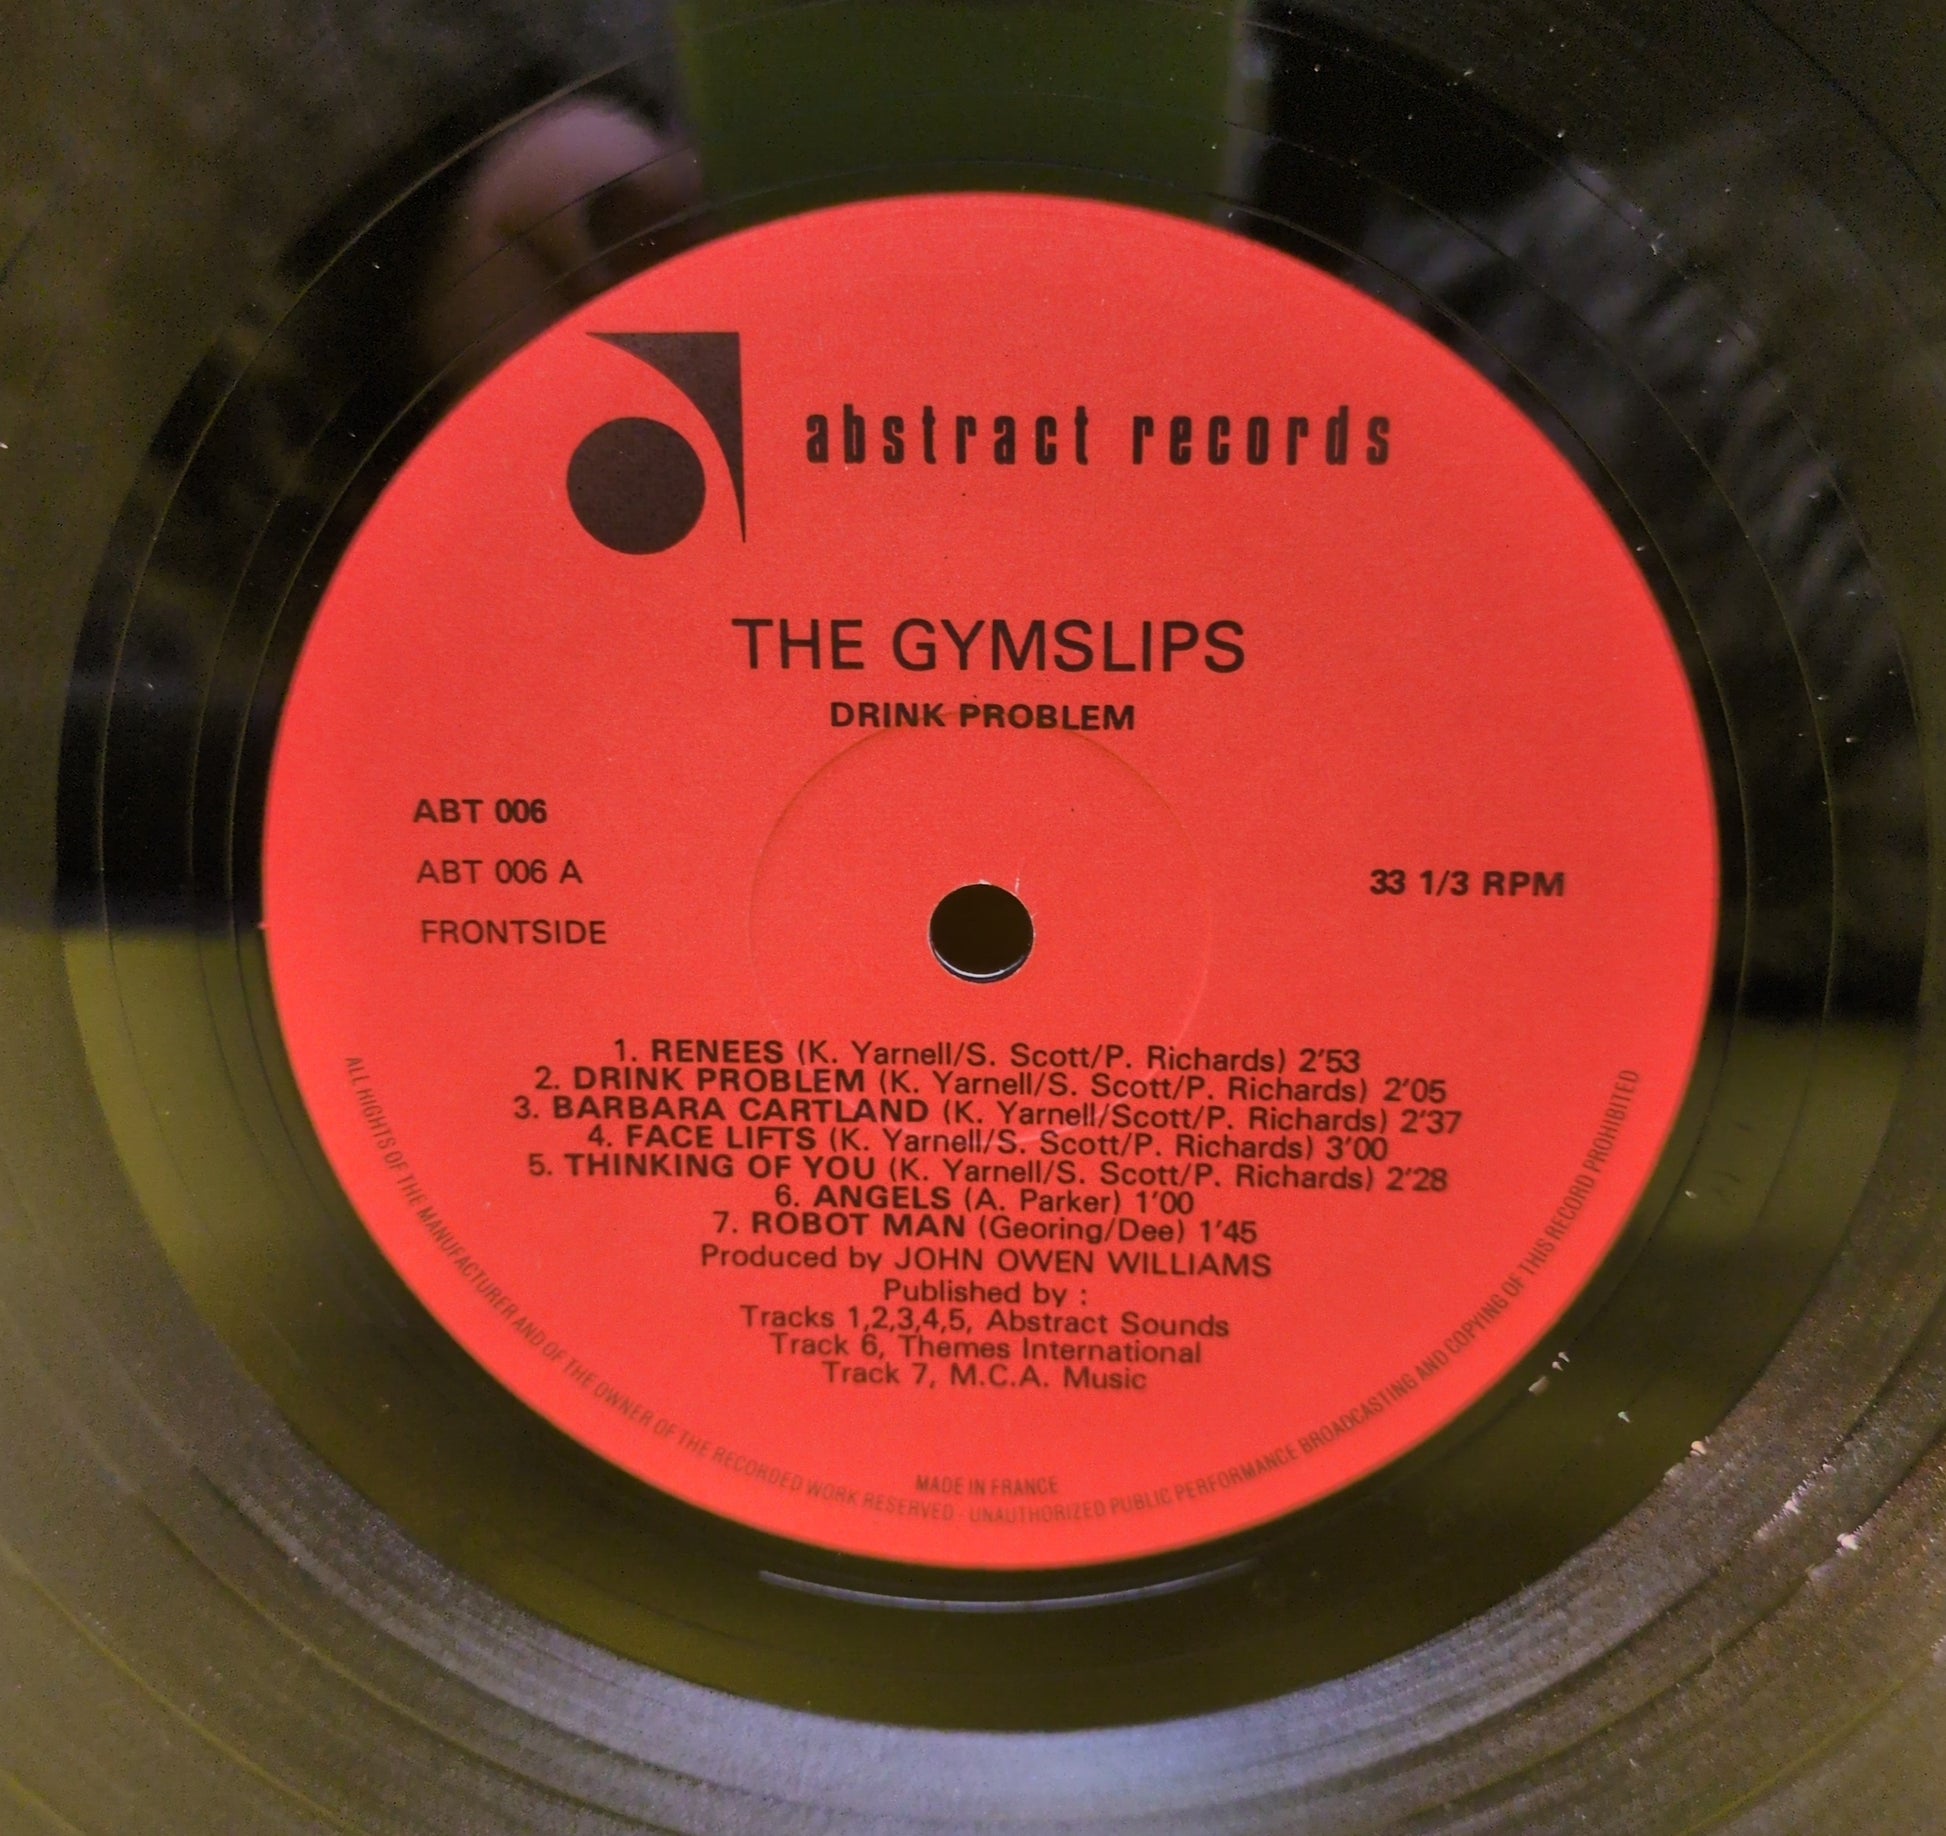 abstract records
THE GYMSLIPS
DRINK PROBLEM
ABT 006
ABT 006 A
FRONTSIDE
33 1/3 RPM
1. RENEES (K. Yarnell/S. Scott/P. Richards) 2'53
2. DRINK PROBLEM (K. Yarnell/S. Scott/P. Richards) 2'05
3. BARBARA CARTLAND (K. Yarnell/Scott/P. Richards) 2'37
4. FACE LIFTS (K. Yarnell/S. Scott/P. Richards) 3'00
5. THINKING OF YOU (K. Yarnell/S. Scott/P. Richards) 2'28
6. ANGELS (A. Parker) 1'00
7. ROBOT MAN (Georing/Dee) 1'45
Produced by JOHN OWEN WILLIAMS
Published by :
Tracks 1,2,3,4,5, Abstract Sounds
Track 6, Themes International
Track 7, M.C.A. Music
MADE IN FRANCE
ALL HIGHTS OF THE MANUFACTURER AND OF THE OWNER OF THE RECORDED WORK RESERVED - UNAUTHORIZED PUBLIC PERFORMANCE BROADCASTING AND COPYING OF THIS RECORD PROHIBITED